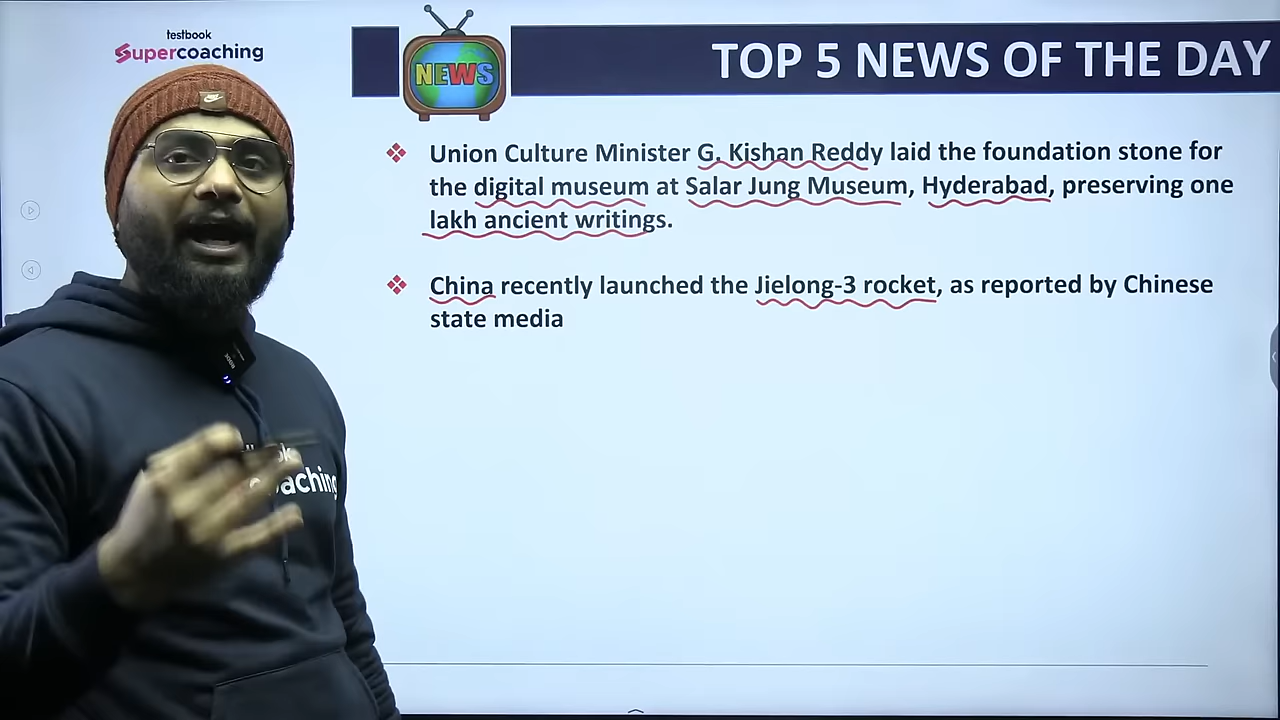 testbook
Supercoaching
NEWS
TOP 5 NEWS OF THE DAY
❖ Union Culture Minister G. Kishan Reddy laid the foundation stone for
the digital museum at Salar Jung Museum, Hyderabad, preserving one
lakh ancient writings.
❖ China recently launched the Jielong-3 rocket, as reported by Chinese
state media